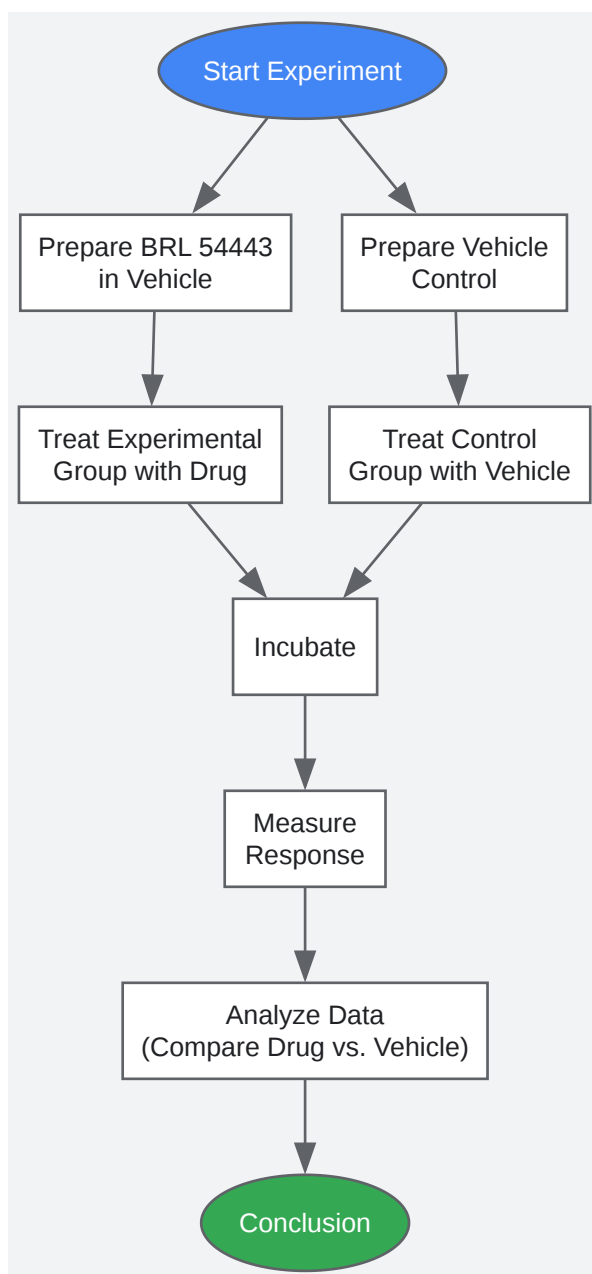 Start Experiment
Prepare BRL 54443
in Vehicle
Prepare Vehicle
Control
Treat Experimental
Group with Drug
Treat Control
Group with Vehicle
Incubate
Measure
Response
Analyze Data
(Compare Drug vs. Vehicle)
Conclusion